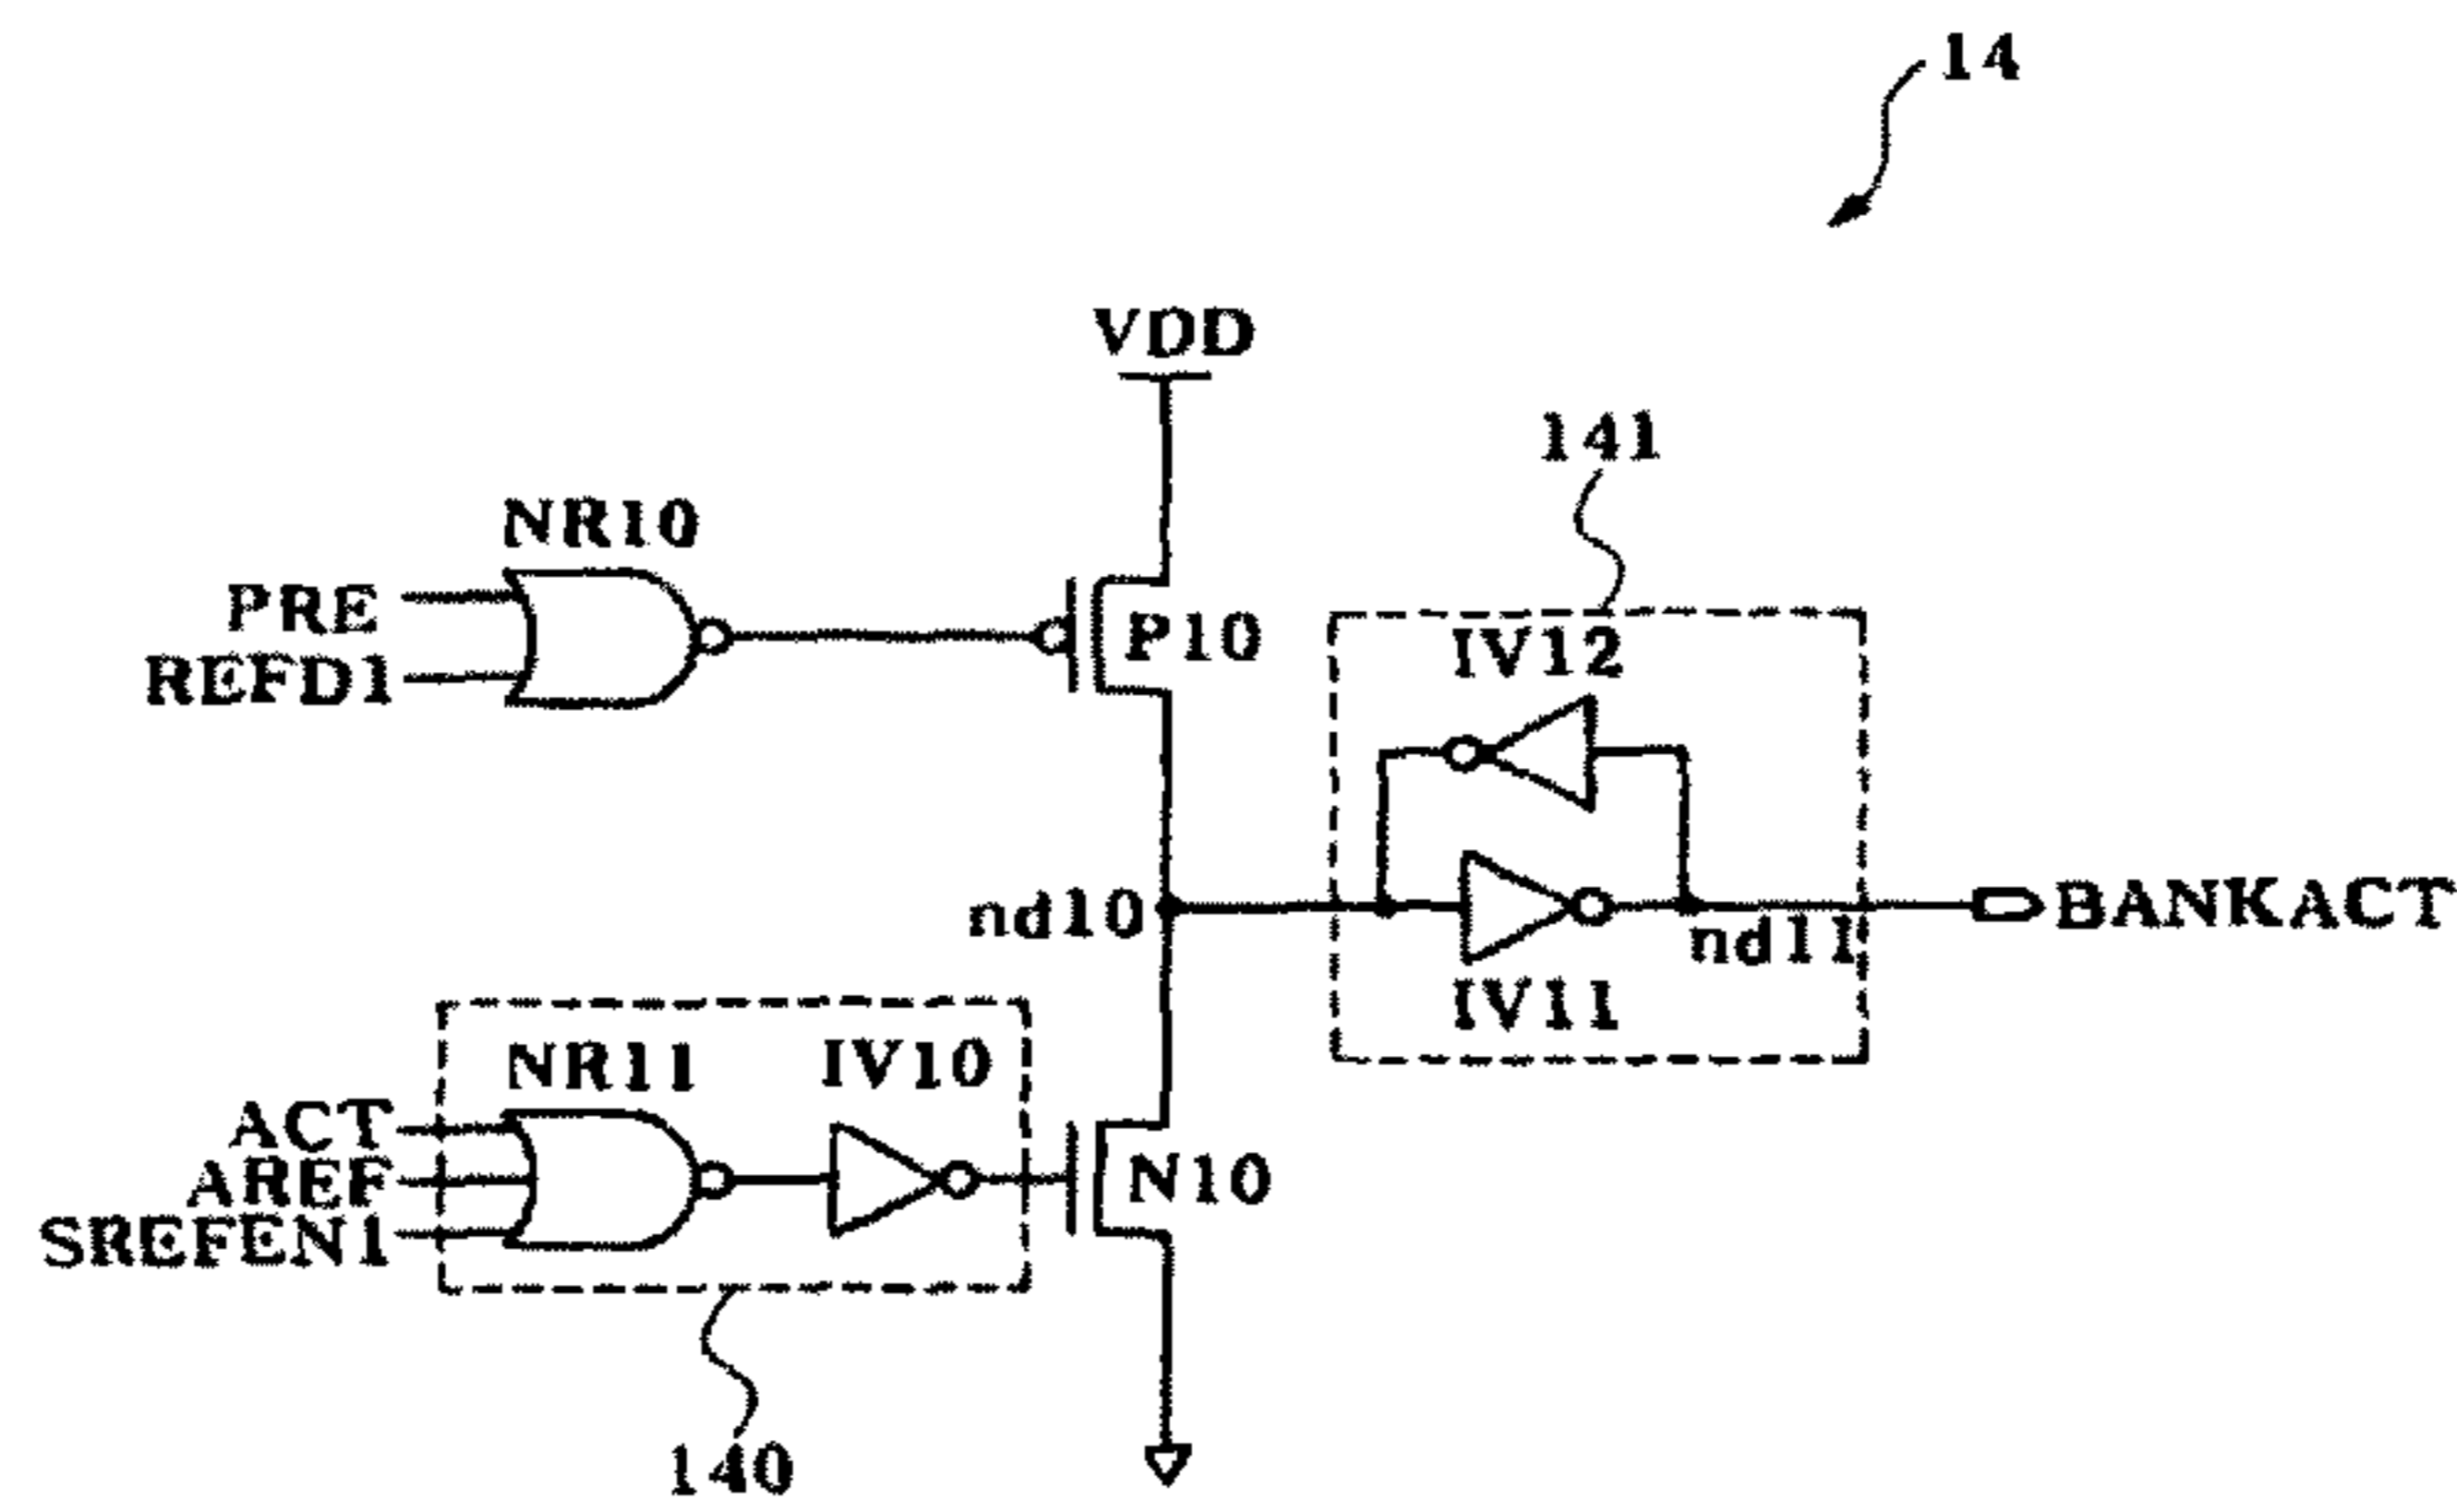 14
VDD
141
NR10
PRE
REFD1
P10
IV12
nd10
BANKACT
nd11
IV11
NR11
IV10
ACT
AREF
SREFEN1
N10
140